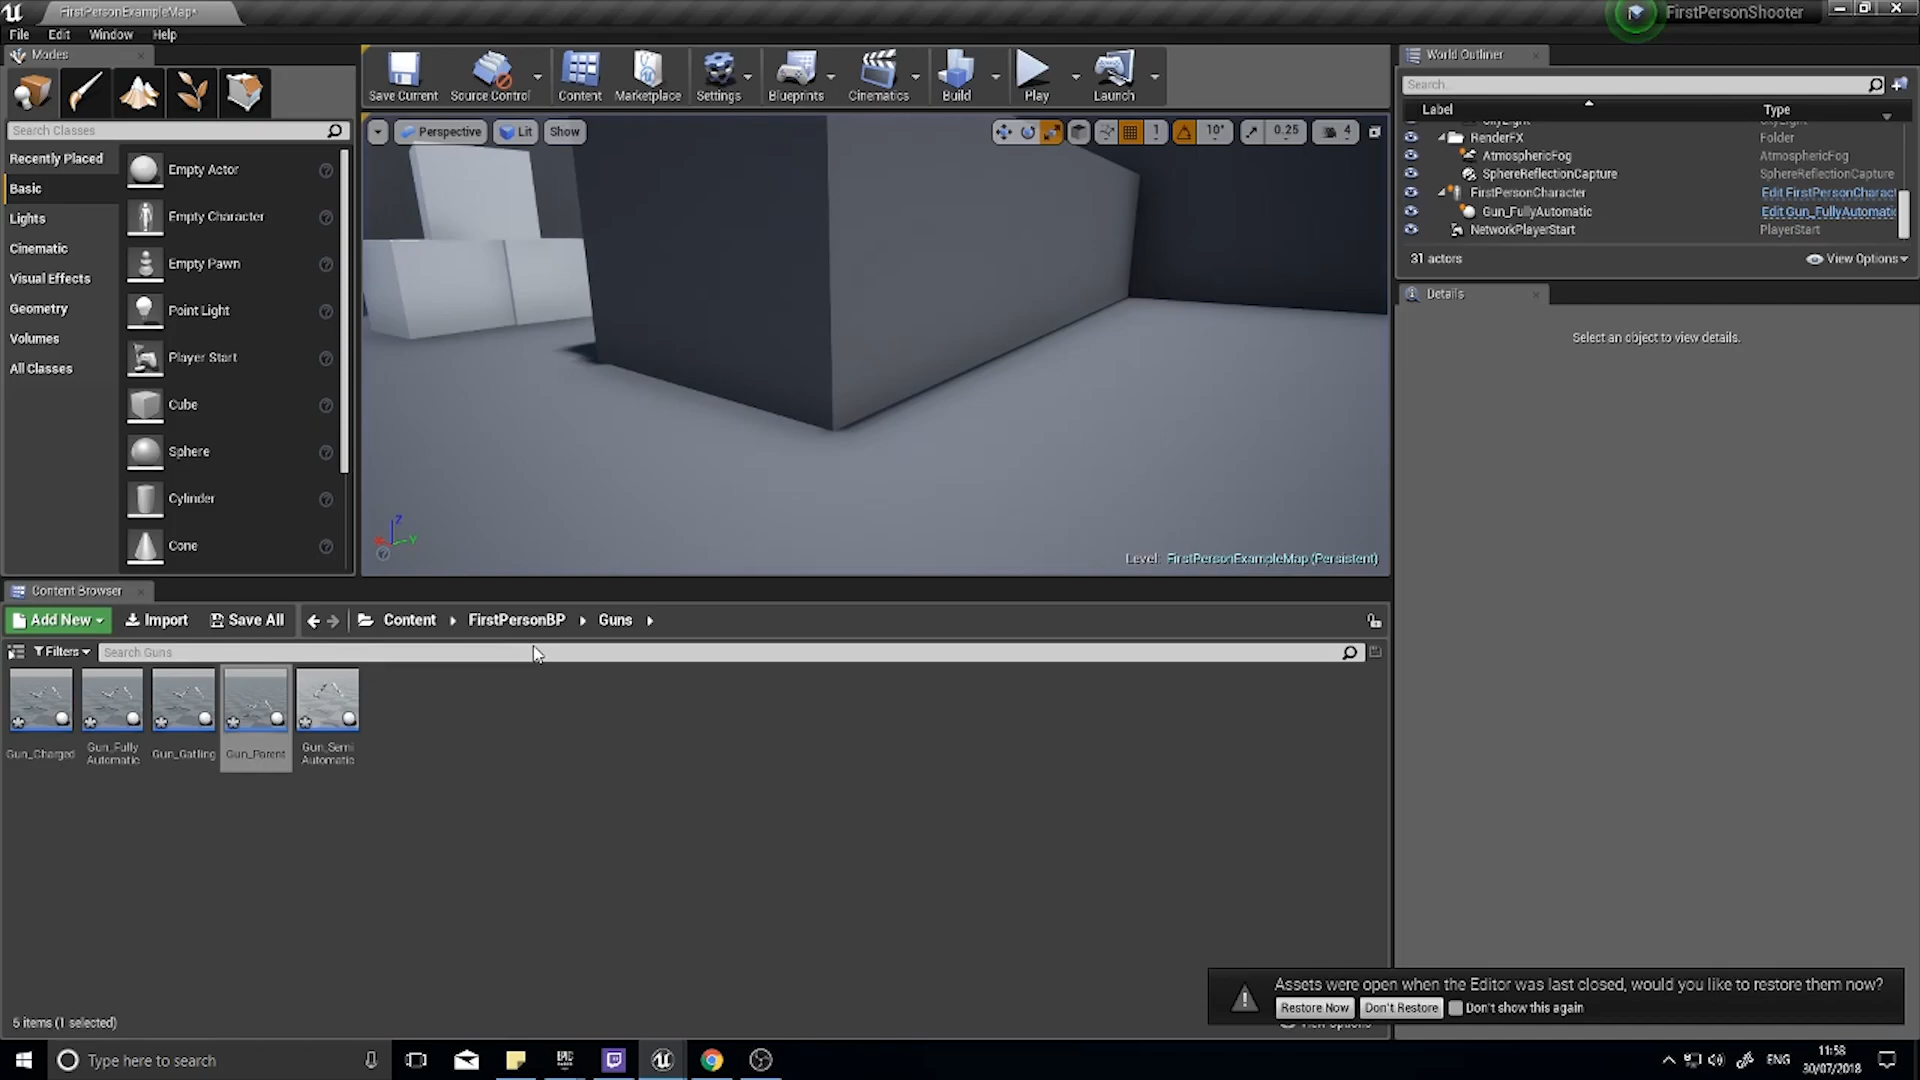 FirstPersonExampleMap*
FirstPersonShooter
File Edit Window Help
Modes
Search Classes
Recently Placed
Basic
Lights
Cinematic
Visual Effects
Geometry
Volumes
All Classes
Empty Actor
Empty Character
Empty Pawn
Point Light
Player Start
Cube
Sphere
Cylinder
Cone
Save Current Source Control Content Marketplace Settings Blueprints Cinematics Build Play Launch
Perspective Lit Show
1 10° 0.25 4
Z
X Y
Level: FirstPersonExampleMap (Persistent)
World Outliner
Search...
Label Type
SkyLight SkyLight
RenderFX Folder
AtmosphericFog AtmosphericFog
SphereReflectionCapture SphereReflectionCapture
FirstPersonCharacter Edit FirstPersonCharact
Gun_FullyAutomatic Edit Gun_FullyAutomatic
NetworkPlayerStart PlayerStart
31 actors View Options
Details
Select an object to view details.
Content Browser
Add New Import Save All Content FirstPersonBP Guns
Filters Search Guns
Gun_Charged
Gun_Fully
Automatic
Gun_Gatling
Gun_Parent
Gun_Semi
Automatic
5 items (1 selected)
View Options
Assets were open when the Editor was last closed, would you like to restore them now?
Restore Now Don't Restore Don't show this again
Type here to search
EPIC
GAMES
ENG
11:58
30/07/2018